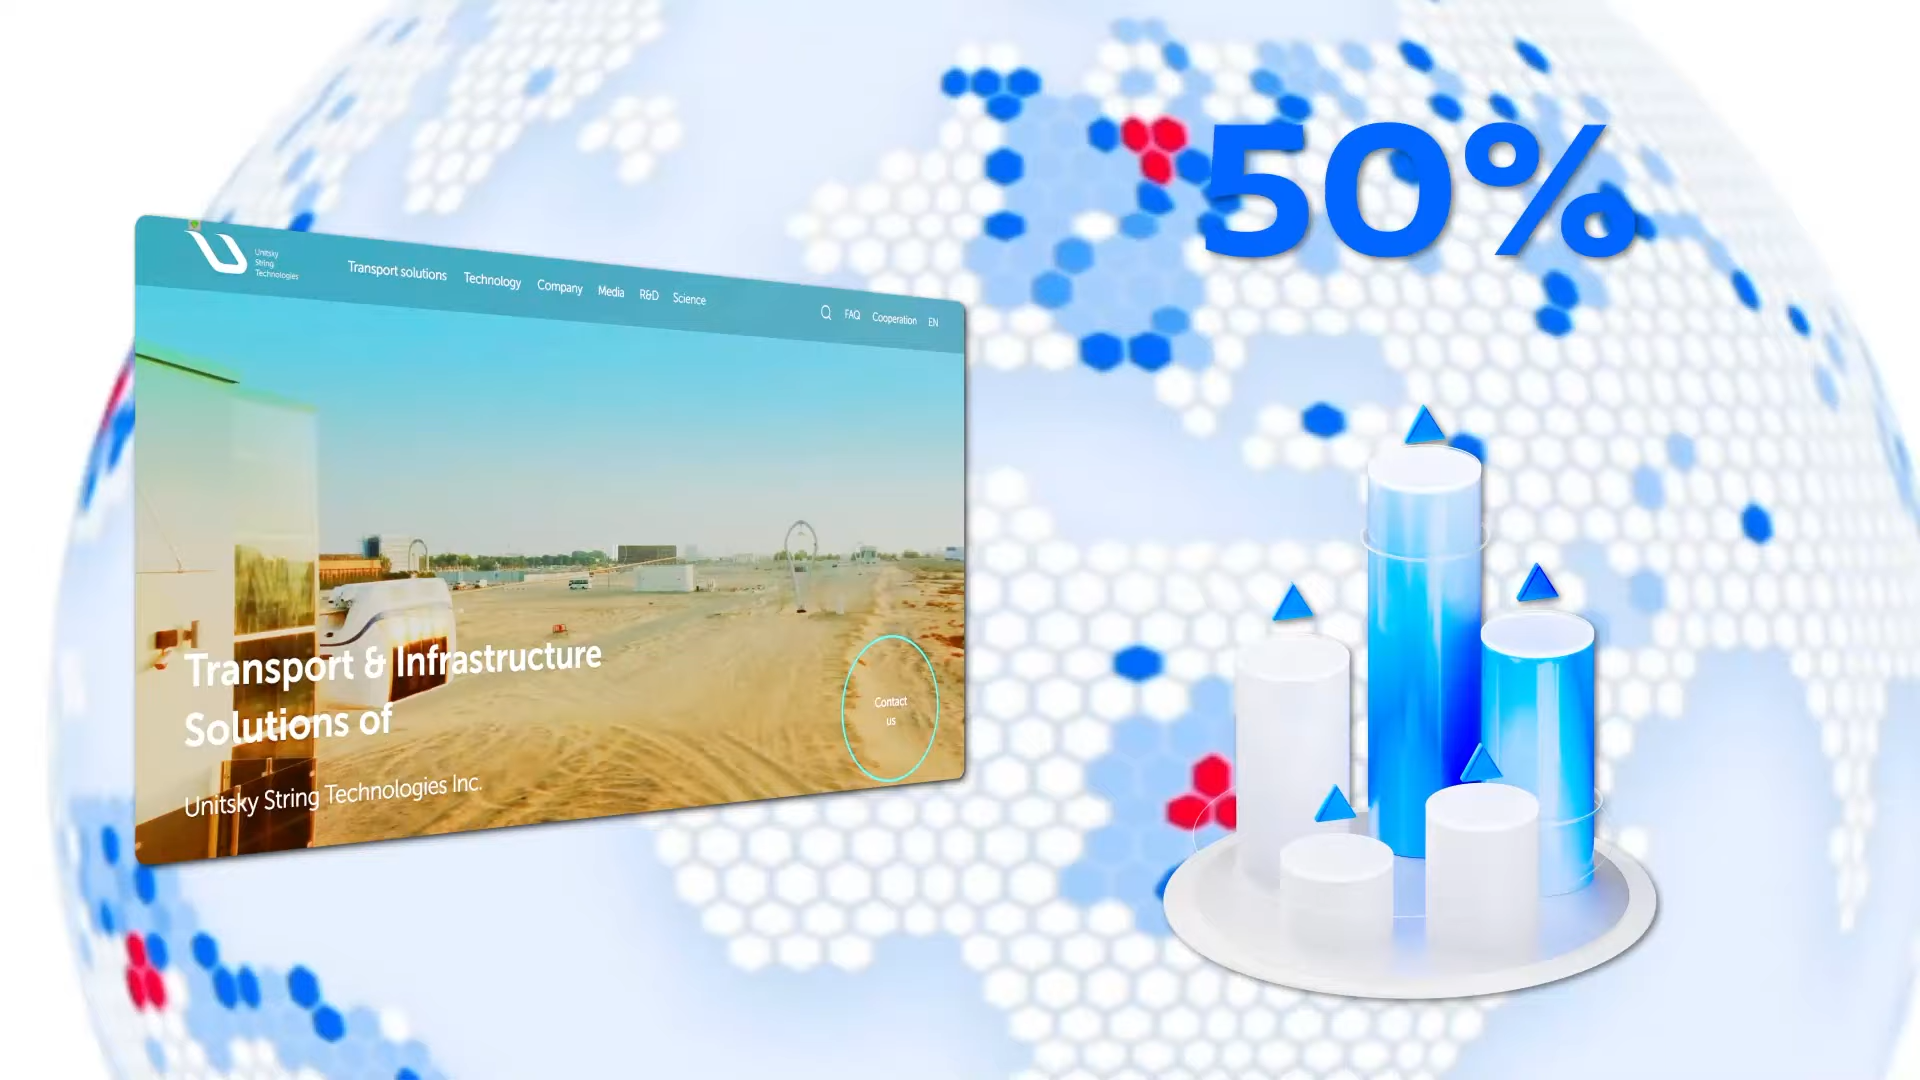 50%
Unitsky
String
Technologies
Transport solutions Technology Company Media R&D Science
FAQ Cooperation EN
Transport & Infrastructure
Solutions of
Unitsky String Technologies Inc.
Contact
us